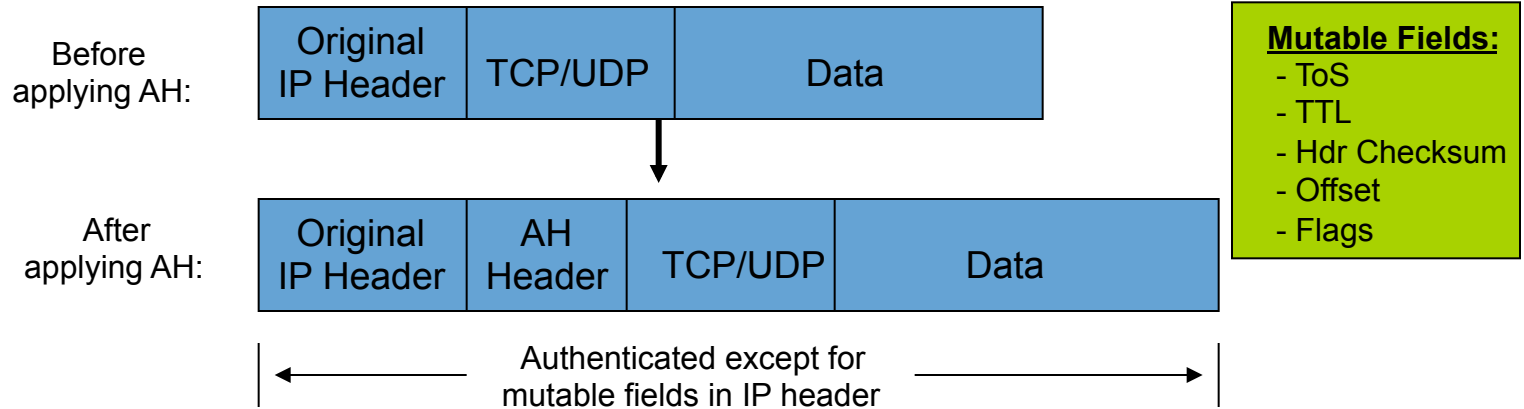 Before
applying AH:
Original
IP Header
TCP/UDP
Data
Mutable Fields:
- ToS
- TTL
- Hdr Checksum
- Offset
- Flags
After
applying AH:
Original
IP Header
AH
Header
TCP/UDP
Data
Authenticated except for
mutable fields in IP header